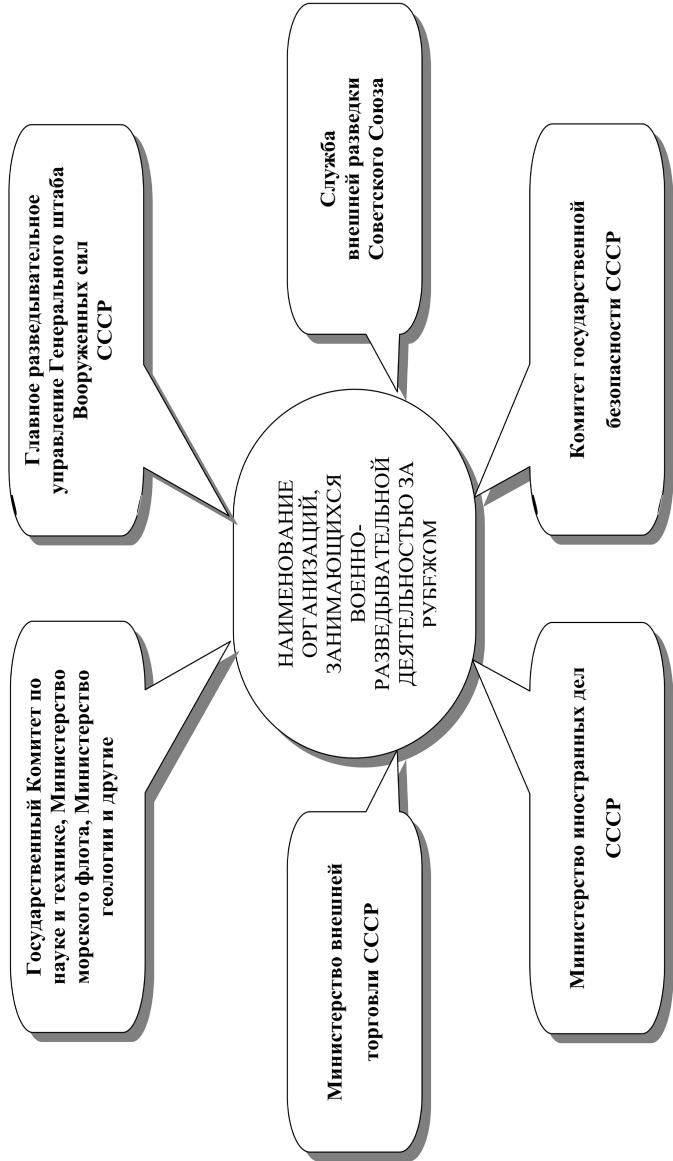 Государственный Комитет по
науке и технике, Министерство
морского флота, Министерство
геологии и другие
Главное разведывательное
управление Генерального штаба
Вооруженных сил
СССР
Министерство внешней
торговли СССР
НАИМЕНОВАНИЕ
ОРГАНИЗАЦИЙ,
ЗАНИМАЮЩИХСЯ
ВОЕННО-
РАЗВЕДЫВАТЕЛЬНОЙ
ДЕЯТЕЛЬНОСТЬЮ ЗА
РУБЕЖОМ
Служба
внешней разведки
Советского Союза
Министерство иностранных дел
СССР
Комитет государственной
безопасности СССР